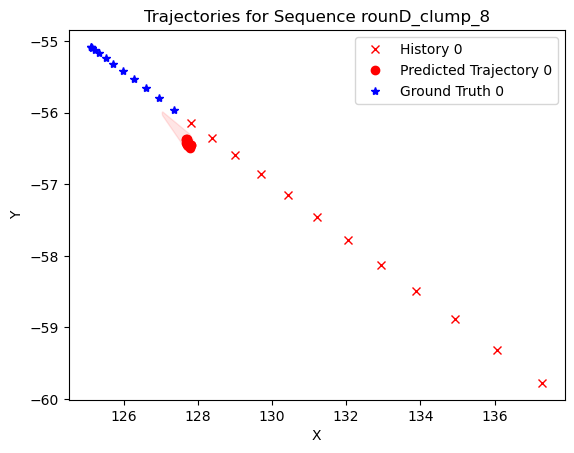 Trajectories for Sequence rounD_clump_8
History 0
Predicted Trajectory 0
Ground Truth 0
Y
−55
−56
−57
−58
−59
−60
126
128
130
132
134
136
X